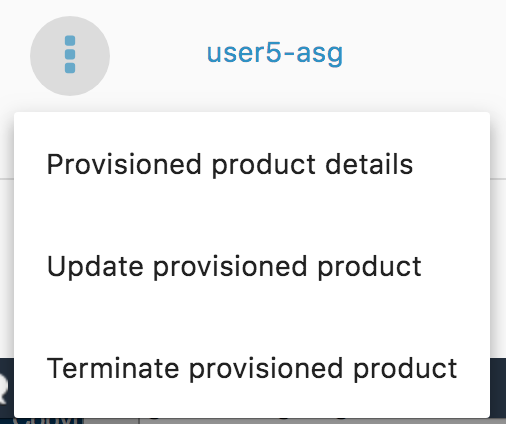 user5-asg
Provisioned product details
Update provisioned product
Terminate provisioned product